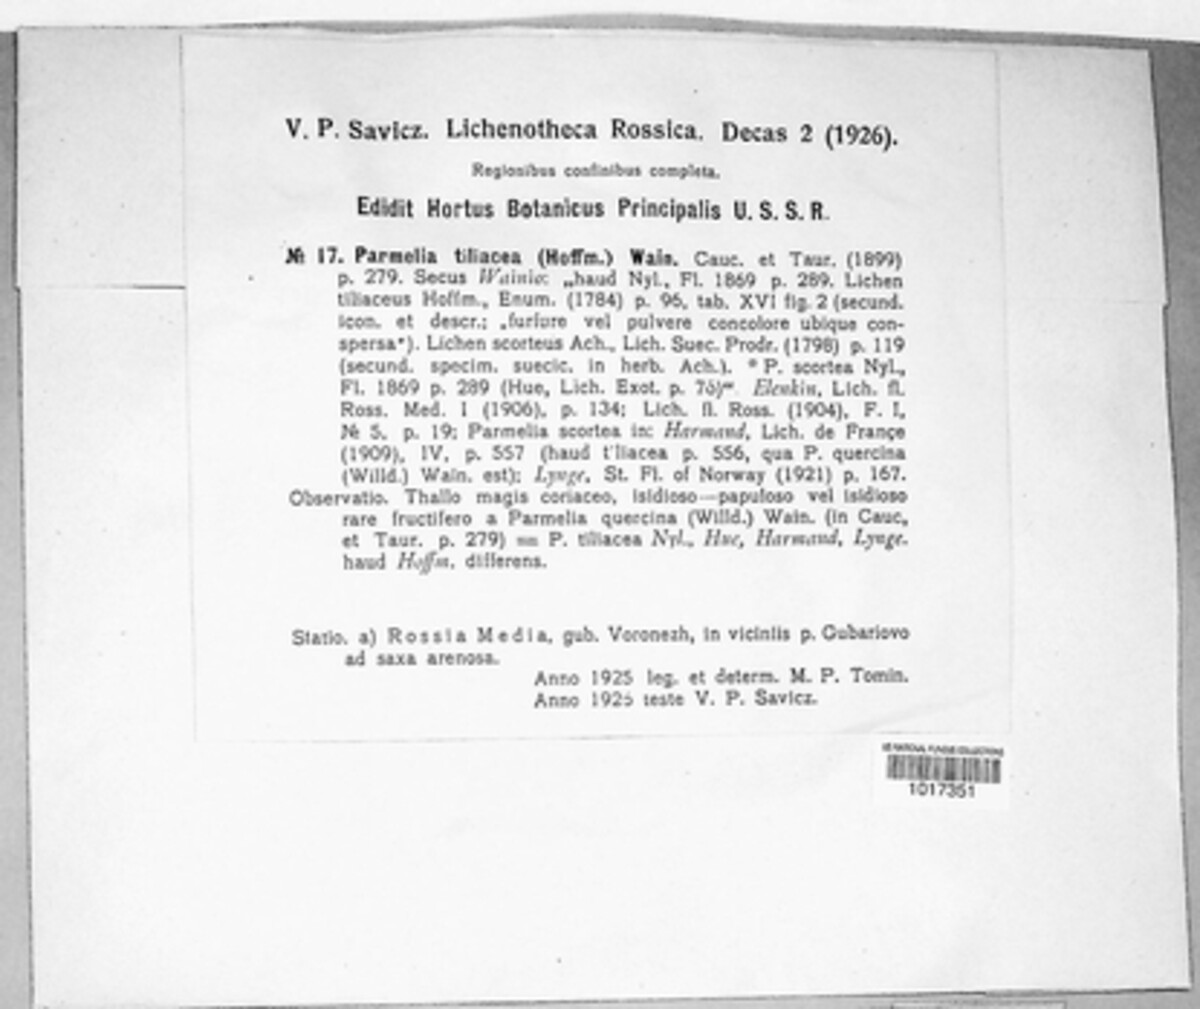 V. P. Savicz. Lichenotheca Rossica. Decas 2 (1926).
Regionibus confinibus completa.
Edidit Hortus Botanicus Principalis U. S. S. R.
№ 17. Parmelia tiliacea (Hoffm.) Wain. Cauc. et Taur. (1899)
p. 279. Secus Wainio: „haud Nyl., Fl. 1869 p. 289. Lichen
tiliaceus Hoffm., Enum. (1784) p. 96, tab. XVI fig. 2 (secund.
icon. et descr.: „furfure vel pulvere concolore ubique con-
spersa“). Lichen scorteus Ach., Lich. Suec. Prodr. (1798) p. 119
(secund. specim. suecic. in herb. Ach.). * P. scortea Nyl.,
Fl. 1869 p. 289 (Hue, Lich. Exot. p. 76)“. Elenkin, Lich. fl.
Ross. Med. I (1906), p. 134; Lich. fl. Ross. (1904), F. I,
№ 5, p. 19; Parmelia scortea in: Harmand, Lich. de Françe
(1909), IV, p. 557 (haud t'liacea p. 556, qua P. quercina
(Willd.) Wain. est); Lynge, St. Fl. of Norway (1921) p. 167.
Observatio. Thallo magis coriaceo, isidioso—papuloso vel isidioso
rare fructifero a Parmelia quercina (Willd.) Wain. (in Cauc.
et Taur. p. 279) = P. tiliacea Nyl., Hue, Harmand, Lynge.
haud Hoffm. differens.
Statio. a) Rossia Media, gub. Voronezh, in viciniis p. Gubariovo
ad saxa arenosa.
Anno 1925 leg. et determ. M. P. Tomin.
Anno 1925 teste V. P. Savicz.
US NATIONAL FUNGUS COLLECTIONS
1017351